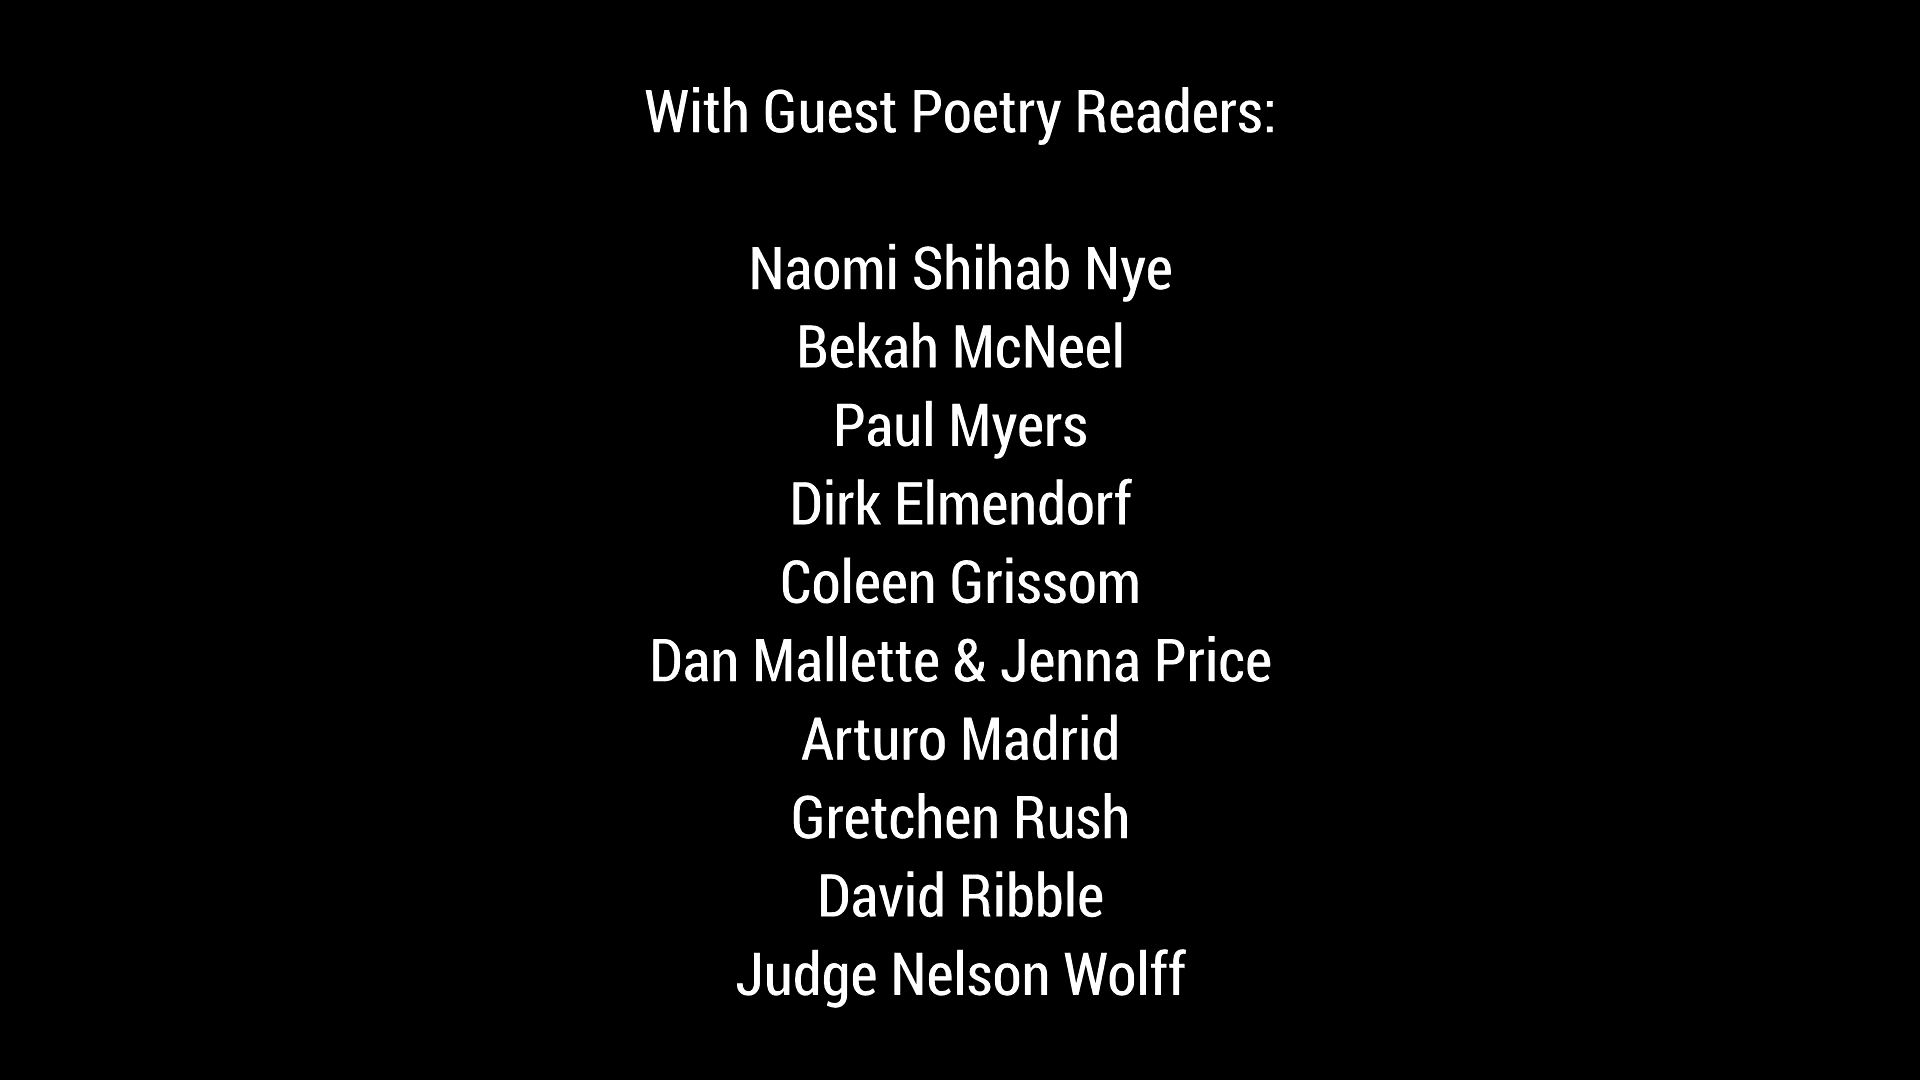 With Guest Poetry Readers:
Naomi Shihab Nye
Bekah McNeel
Paul Myers
Dirk Elmendorf
Coleen Grissom
Dan Mallette & Jenna Price
Arturo Madrid
Gretchen Rush
David Ribble
Judge Nelson Wolff